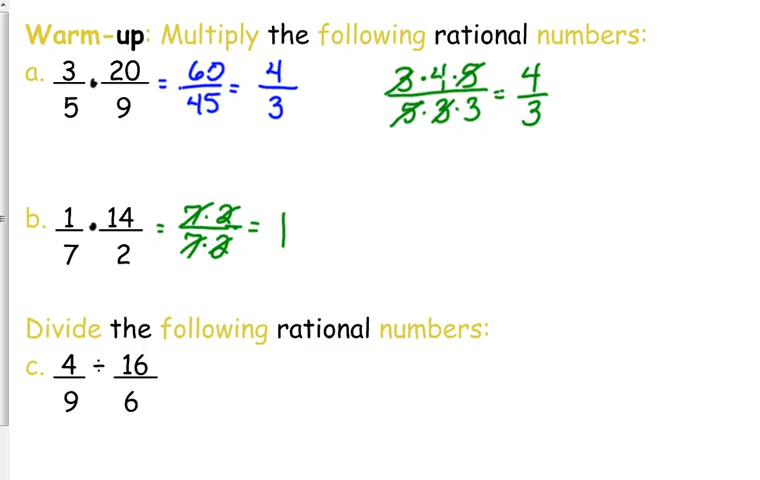 Warm-up: Multiply the following rational numbers:
a. 3/5 · 20/9 = 60/45 = 4/3    3·4·5/5·3·3 = 4/3
b. 1/7 · 14/2 = 7·2/7·2 = 1
Divide the following rational numbers:
c. 4/9 ÷ 16/6